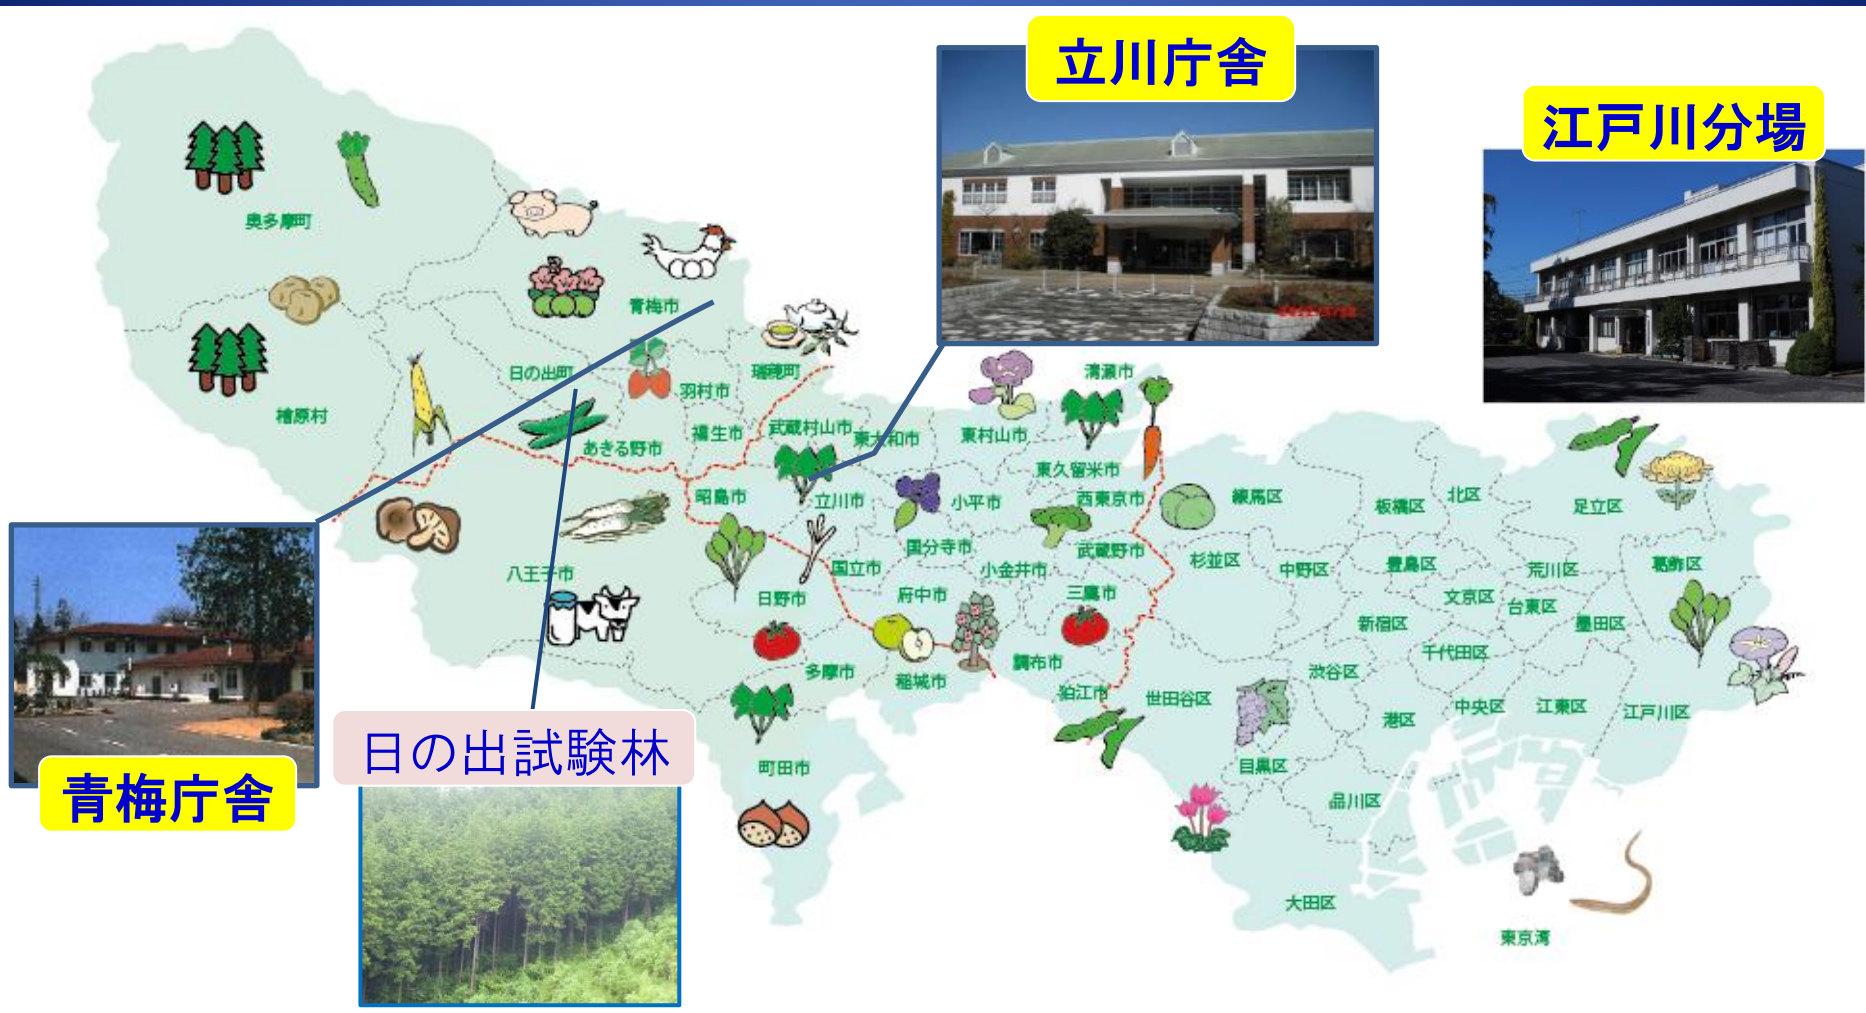 立川庁舎
江戸川分場
奥多摩町
青梅市
日の出町
瑞穂町
清瀬市
羽村市
檜原村
福生市
武蔵村山市
東大和市
東村山市
あきる野市
東久留米市
昭島市
立川市
小平市
西東京市
練馬区
板橋区
北区
足立区
国分寺市
武蔵野市
八王子市
国立市
小金井市
杉並区
中野区
豊島区
荒川区
葛飾区
日野市
府中市
三鷹市
文京区
台東区
新宿区
墨田区
多摩市
稲城市
調布市
狛江市
世田谷区
渋谷区
千代田区
港区
中央区
江東区
江戸川区
日の出試験林
町田市
目黒区
青梅庁舎
品川区
大田区
東京湾